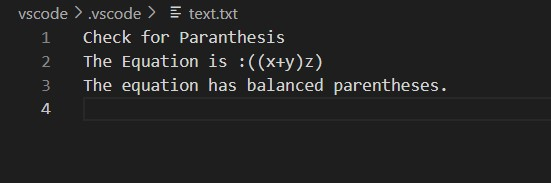 vscode > .vscode > text.txt
1 Check for Paranthesis
2 The Equation is :((x+y)z)
3 The equation has balanced parentheses.
4